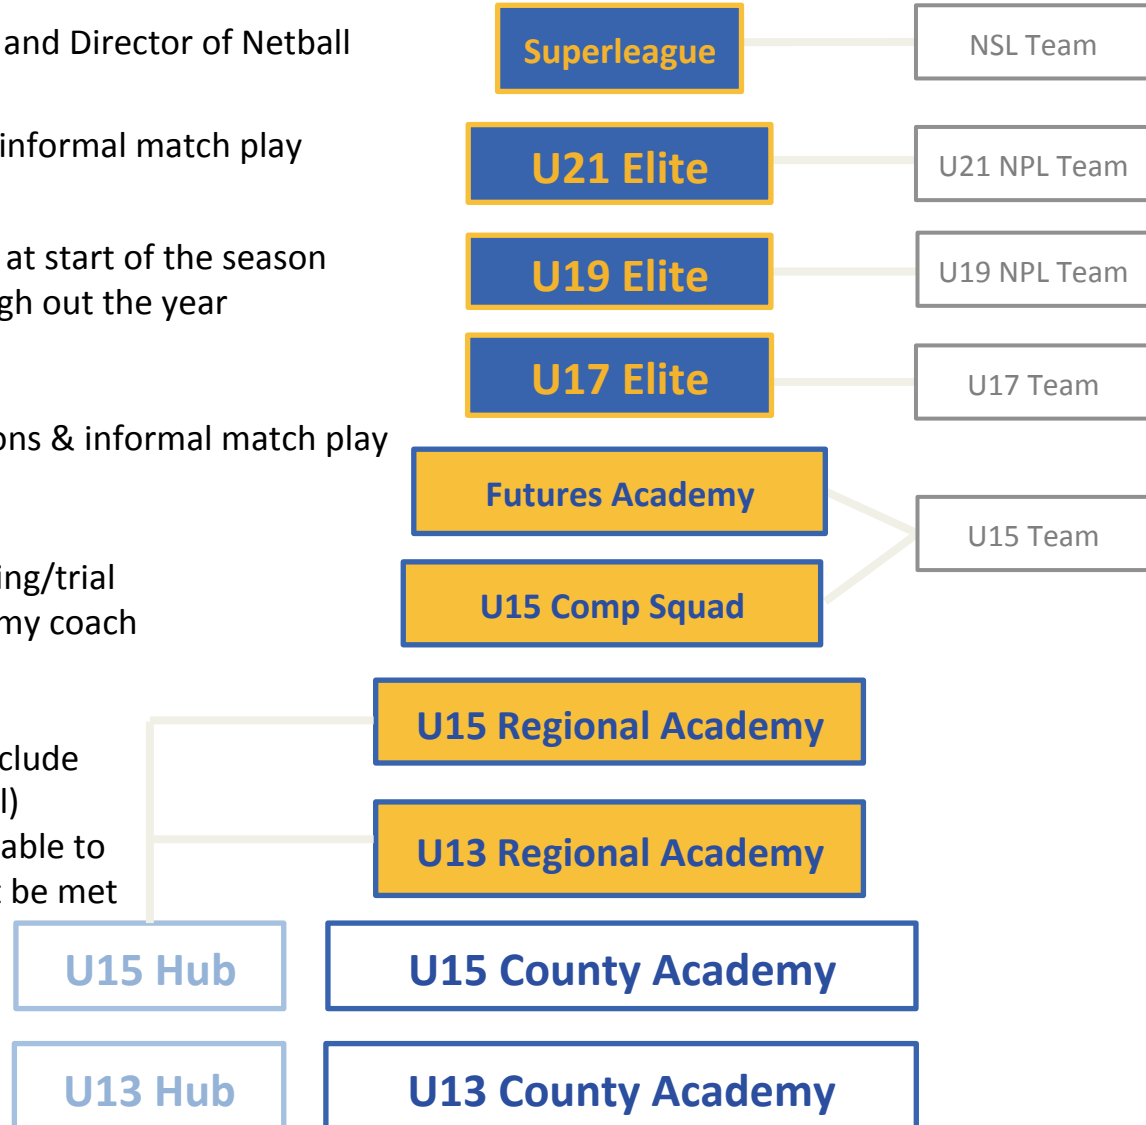 and Director of Netball
Superleague
NSL Team
informal match play
U21 Elite
U21 NPL Team
at start of the season
gh out the year
U19 Elite
U19 NPL Team
U17 Elite
U17 Team
ons & informal match play
Futures Academy
U15 Team
ing/trial
my coach
U15 Comp Squad
U15 Regional Academy
clude
l)
able to
t be met
U13 Regional Academy
U15 Hub
U15 County Academy
U13 Hub
U13 County Academy